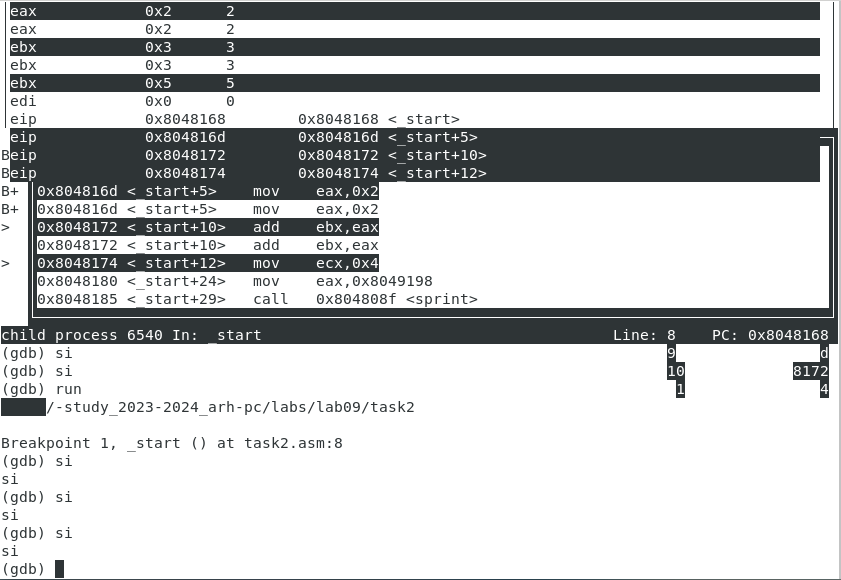 eax 0x2 2
eax 0x2 2
ebx 0x3 3
ebx 0x3 3
ebx 0x5 5
edi 0x0 0
eip 0x8048168 0x8048168 <_start>
eip 0x804816d 0x804816d <_start+5>
Beip 0x8048172 0x8048172 <_start+10>
Beip 0x8048174 0x8048174 <_start+12>
B+ 0x804816d <_start+5> mov eax,0x2
B+ 0x804816d <_start+5> mov eax,0x2
> 0x8048172 <_start+10> add ebx,eax
0x8048172 <_start+10> add ebx,eax
> 0x8048174 <_start+12> mov ecx,0x4
0x8048180 <_start+24> mov eax,0x8049198
0x8048185 <_start+29> call 0x804808f <sprint>
child process 6540 In: _start Line: 8 PC: 0x8048168
(gdb) si 9 d
(gdb) si 10 8172
(gdb) run 1 4
/-study_2023-2024_arh-pc/labs/lab09/task2
Breakpoint 1, _start () at task2.asm:8
(gdb) si
si
(gdb) si
si
(gdb) si
si
(gdb)